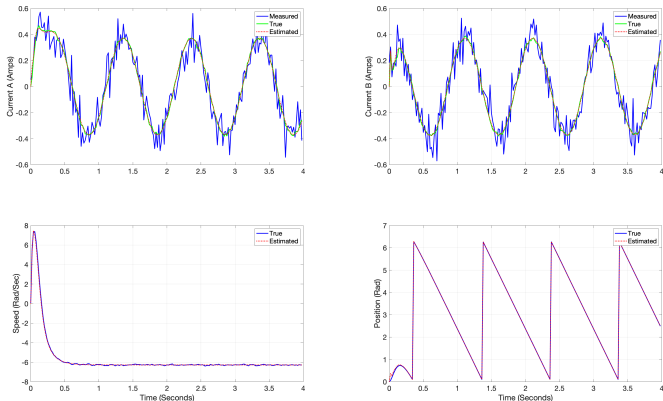 0.6
0.4
0.2
0
-0.2
-0.4
-0.6
Current A (Amps)
Measured
True
Estimated
0 0.5 1 1.5 2 2.5 3 3.5 4
0.6
0.4
0.2
0
-0.2
-0.4
-0.6
Current B (Amps)
Measured
True
Estimated
0 0.5 1 1.5 2 2.5 3 3.5 4
8
6
4
2
0
-2
-4
-6
-8
Speed (Rad/Sec)
True
Estimated
0 0.5 1 1.5 2 2.5 3 3.5 4
Time (Seconds)
7
6
5
4
3
2
1
0
Position (Rad)
True
Estimated
0 0.5 1 1.5 2 2.5 3 3.5 4
Time (Seconds)